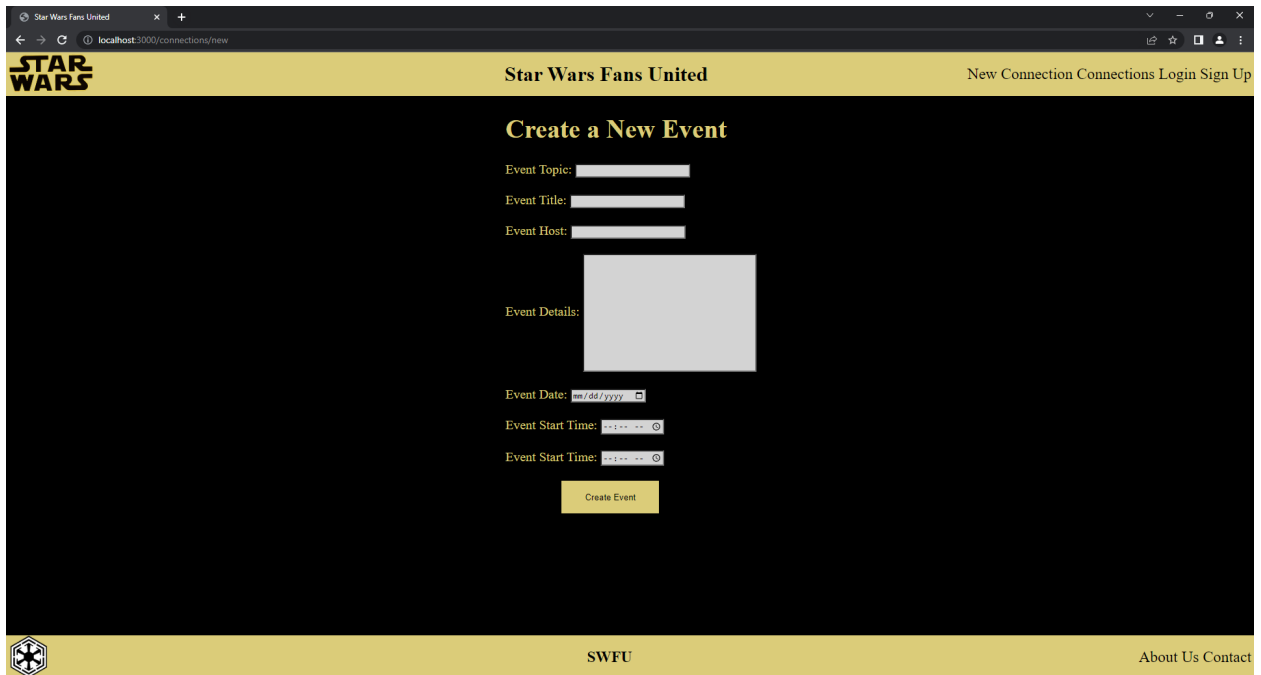 Star Wars Fans United
localhost:3000/connections/new
STAR
WARS
Star Wars Fans United
New Connection Connections Login Sign Up
Create a New Event
Event Topic:
Event Title:
Event Host:
Event Details:
Event Date: mm/dd/yyyy
Event Start Time: --:-- --
Event Start Time: --:-- --
Create Event
SWFU
About Us Contact